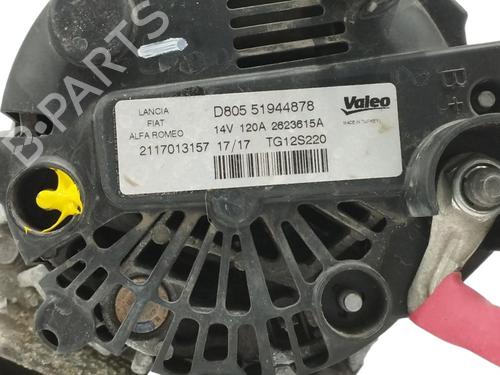 B-PARTS
LANCIA
FIAT
ALFA ROMEO
D805 51944878
14V 120A 2623615A
2117013157 17/17 TG12S220
Valeo
MADE IN TURKEY
B+